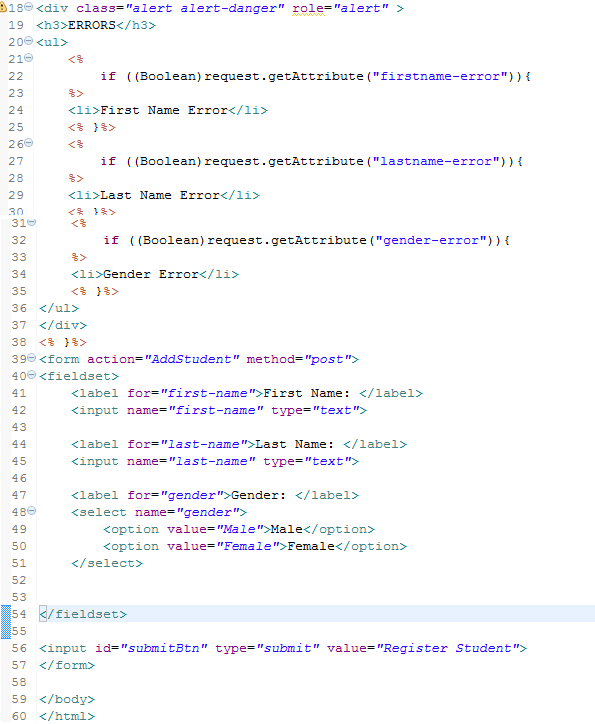 18 <div class="alert alert-danger" role="alert" >
19 <h3>ERRORS</h3>
20 <ul>
21     <%
22         if ((Boolean)request.getAttribute("firstname-error")){
23     %>
24     <li>First Name Error</li>
25     <% }%>
26     <%
27         if ((Boolean)request.getAttribute("lastname-error")){
28     %>
29     <li>Last Name Error</li>
30     <% }%>
31     <%
32         if ((Boolean)request.getAttribute("gender-error")){
33     %>
34     <li>Gender Error</li>
35     <% }%>
36 </ul>
37 </div>
38 <% }%>
39 <form action="AddStudent" method="post">
40 <fieldset>
41     <label for="first-name">First Name: </label>
42     <input name="first-name" type="text">
43
44     <label for="last-name">Last Name: </label>
45     <input name="last-name" type="text">
46
47     <label for="gender">Gender: </label>
48     <select name="gender">
49         <option value="Male">Male</option>
50         <option value="Female">Female</option>
51     </select>
52
53
54 </fieldset>
55
56 <input id="submitBtn" type="submit" value="Register Student">
57 </form>
58
59 </body>
60 </html>